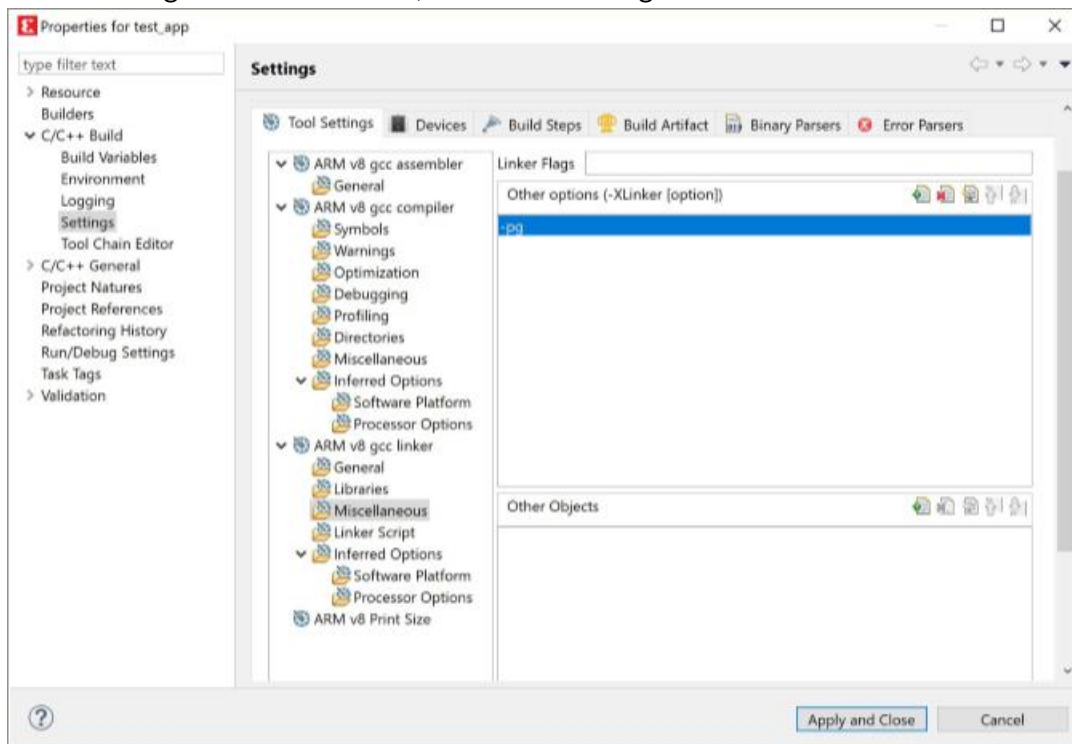 Properties for test_app
type filter text
Resource
Builders
C/C++ Build
Build Variables
Environment
Logging
Settings
Tool Chain Editor
C/C++ General
Project Natures
Project References
Refactoring History
Run/Debug Settings
Task Tags
Validation
Settings
Tool Settings Devices Build Steps Build Artifact Binary Parsers Error Parsers
ARM v8 gcc assembler
General
ARM v8 gcc compiler
Symbols
Warnings
Optimization
Debugging
Profiling
Directories
Miscellaneous
Inferred Options
Software Platform
Processor Options
ARM v8 gcc linker
General
Libraries
Miscellaneous
Linker Script
Inferred Options
Software Platform
Processor Options
ARM v8 Print Size
Linker Flags
Other options (-XLinker [option])
-pg
Other Objects
Apply and Close Cancel